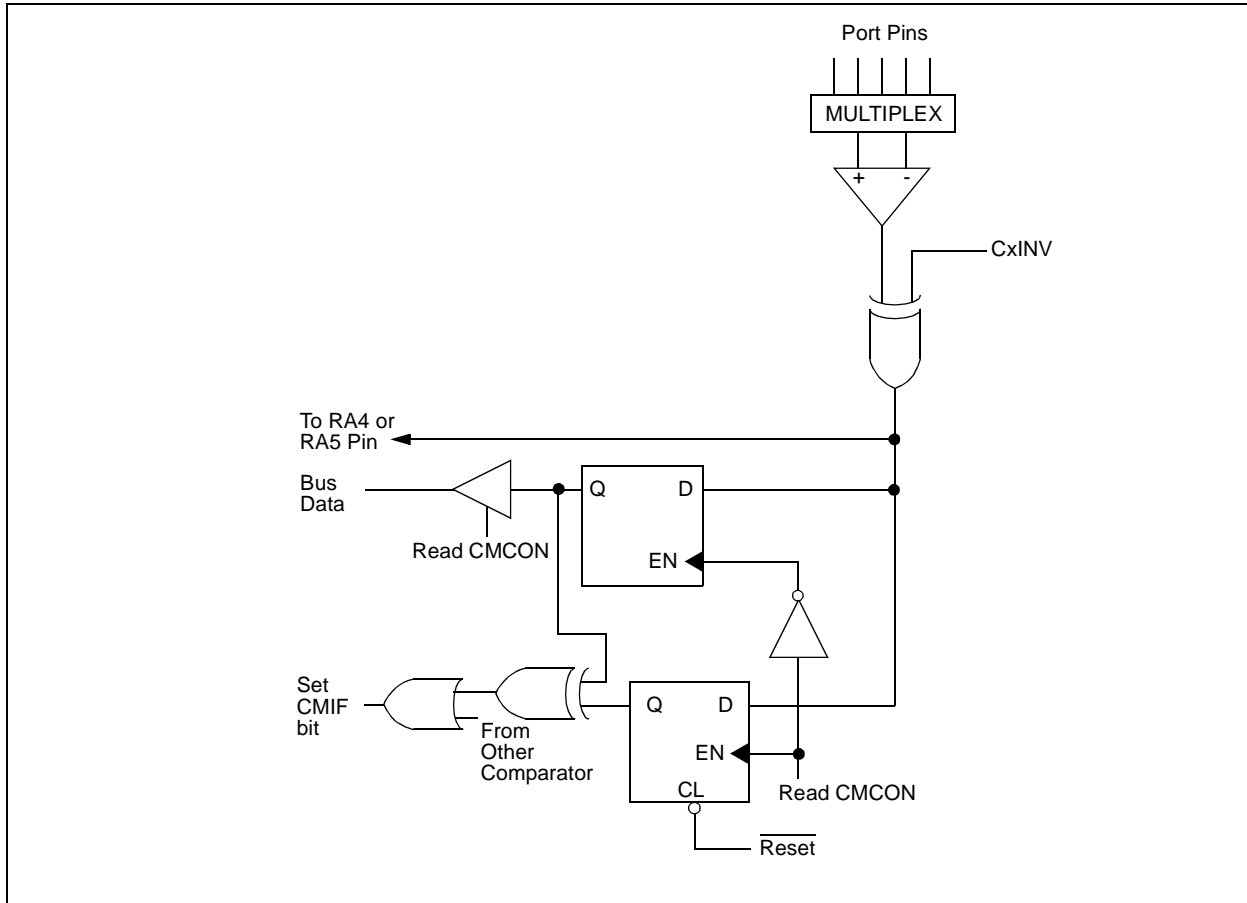 Port Pins
MULTIPLEX
+ -
CxINV
To RA4 or
RA5 Pin
Bus
Data
Q D
EN
Read CMCON
Set
CMIF
bit
From
Other
Comparator
Q D
EN
CL
Read CMCON
Reset